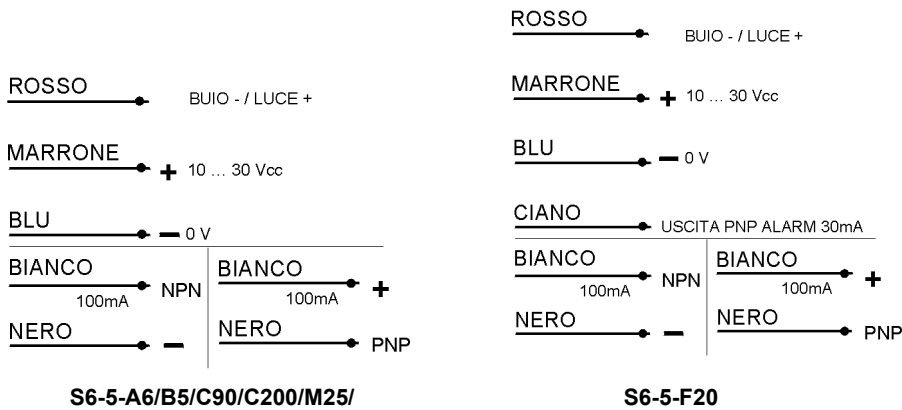 ROSSO
BUIO - / LUCE +
MARRONE
+ 10 ... 30 Vcc
BLU
- 0 V
BIANCO
100mA
NPN
NERO
-
BIANCO
100mA
+
NERO
PNP
S6-5-A6/B5/C90/C200/M25/
ROSSO
BUIO - / LUCE +
MARRONE
+ 10 ... 30 Vcc
BLU
- 0 V
CIANO
USCITA PNP ALARM 30mA
BIANCO
100mA
NPN
NERO
-
BIANCO
100mA
+
NERO
PNP
S6-5-F20